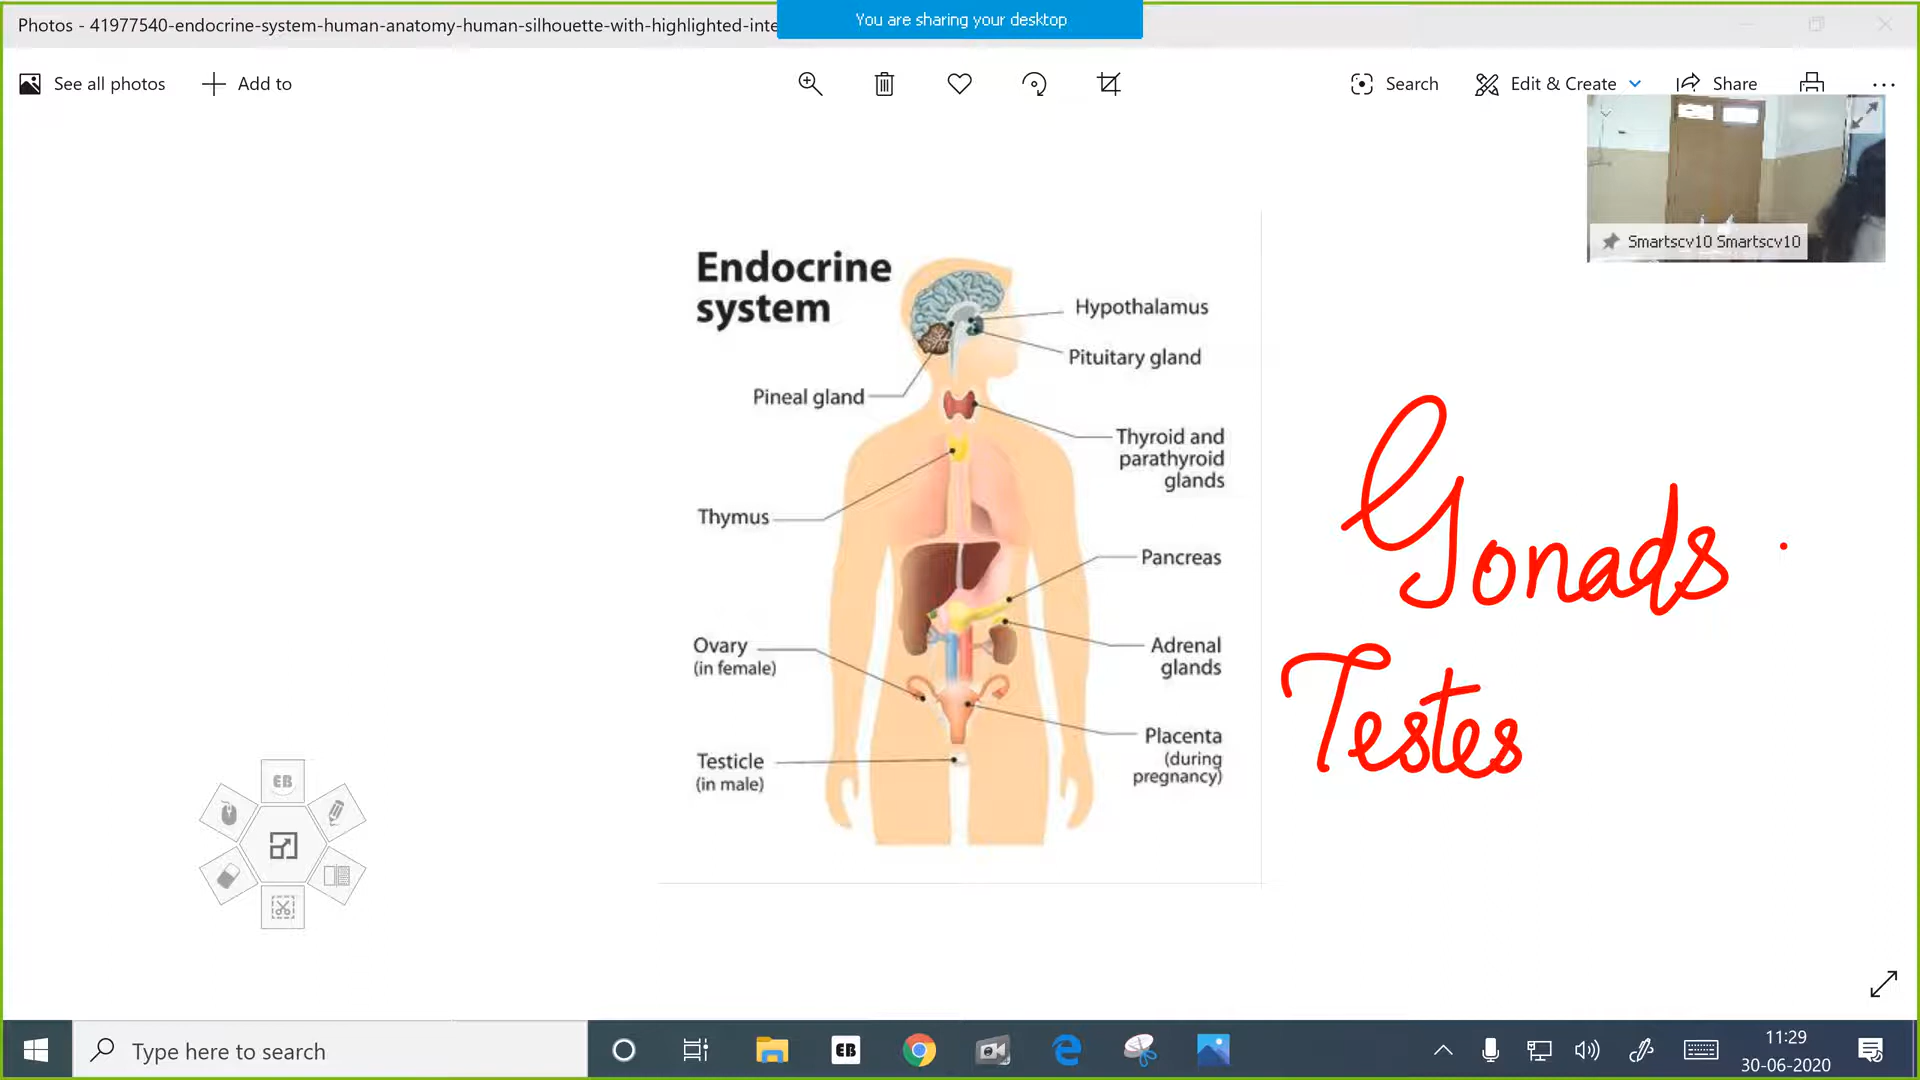 Photos - 41977540-endocrine-system-human-anatomy-human-silhouette-with-highlighted-inte
You are sharing your desktop
See all photos
Add to
Search
Edit & Create
Share
Smartscv10 Smartscv10
Endocrine
system
Hypothalamus
Pituitary gland
Pineal gland
Thyroid and
parathyroid
glands
Thymus
Pancreas
Ovary
(in female)
Adrenal
glands
Placenta
(during
pregnancy)
Testicle
(in male)
Gonads
Testes
EB
Type here to search
EB
11:29
30-06-2020